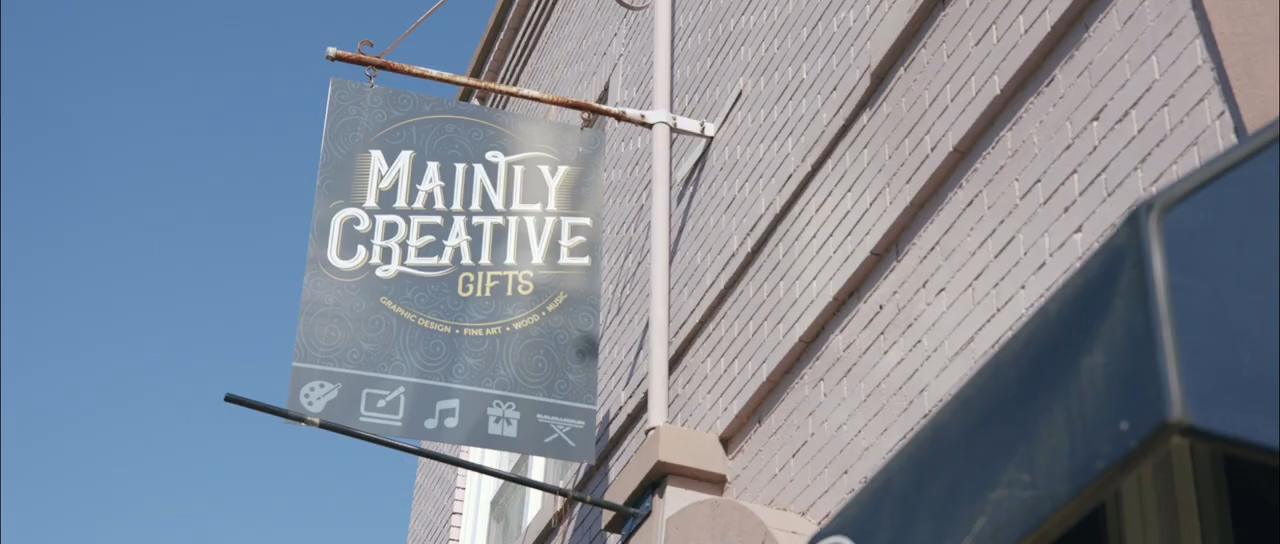 MAINLY
CREATIVE
GIFTS
GRAPHIC DESIGN • FINE ART • WOOD • MUSIC